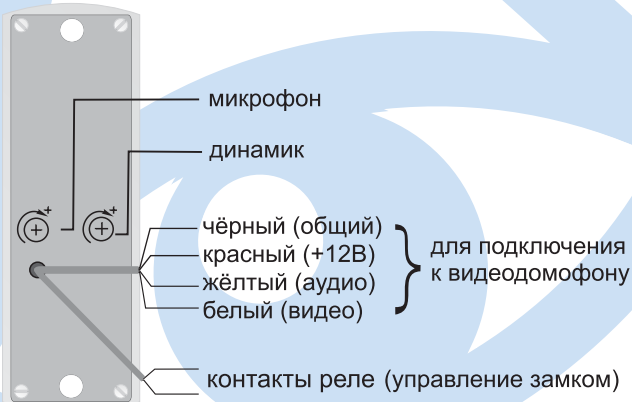 микрофон
динамик
чёрный (общий)
красный (+12В)
жёлтый (аудио)
белый (видео)
для подключения
к видеодомофону
контакты реле (управление замком)